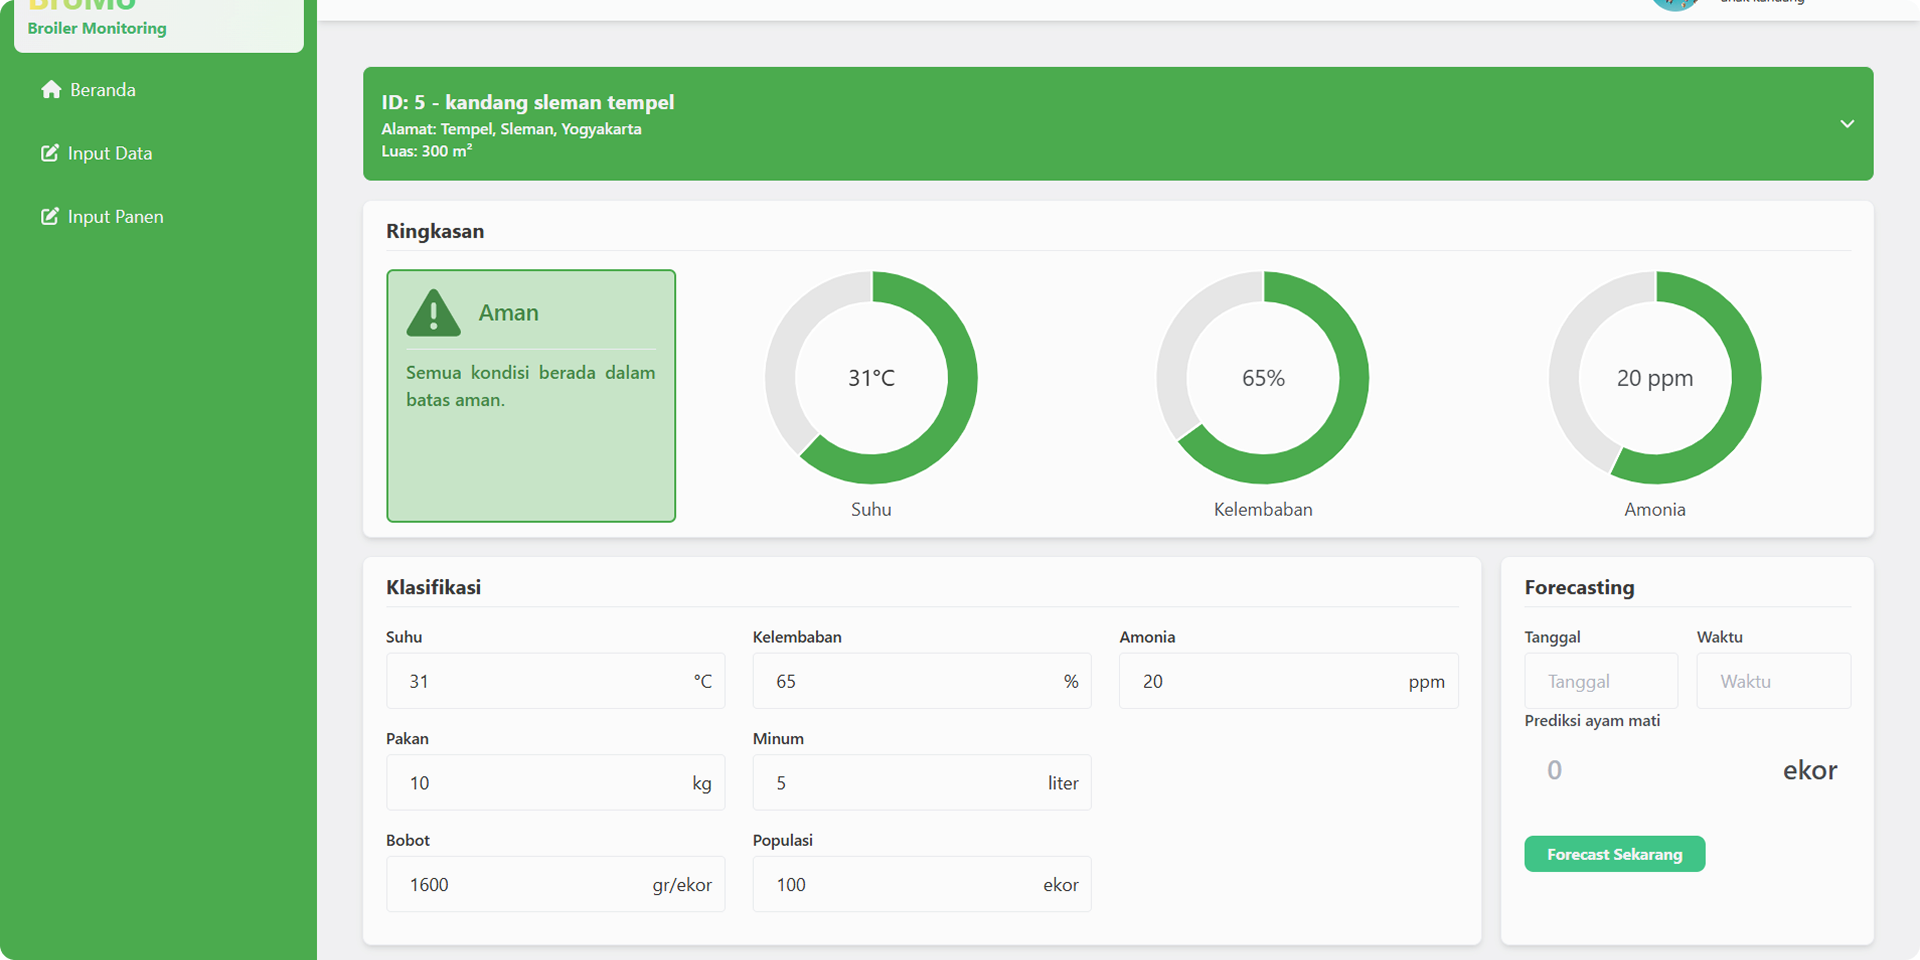 BroMo
Broiler Monitoring
anak kandang
Beranda
Input Data
Input Panen
ID: 5 - kandang sleman tempel
Alamat: Tempel, Sleman, Yogyakarta
Luas: 300 m²
Ringkasan
Aman
Semua kondisi berada dalam
batas aman.
31°C
Suhu
65%
Kelembaban
20 ppm
Amonia
Klasifikasi
Suhu
31 °C
Kelembaban
65 %
Amonia
20 ppm
Pakan
10 kg
Minum
5 liter
Bobot
1600 gr/ekor
Populasi
100 ekor
Forecasting
Tanggal
Tanggal
Waktu
Waktu
Prediksi ayam mati
0 ekor
Forecast Sekarang